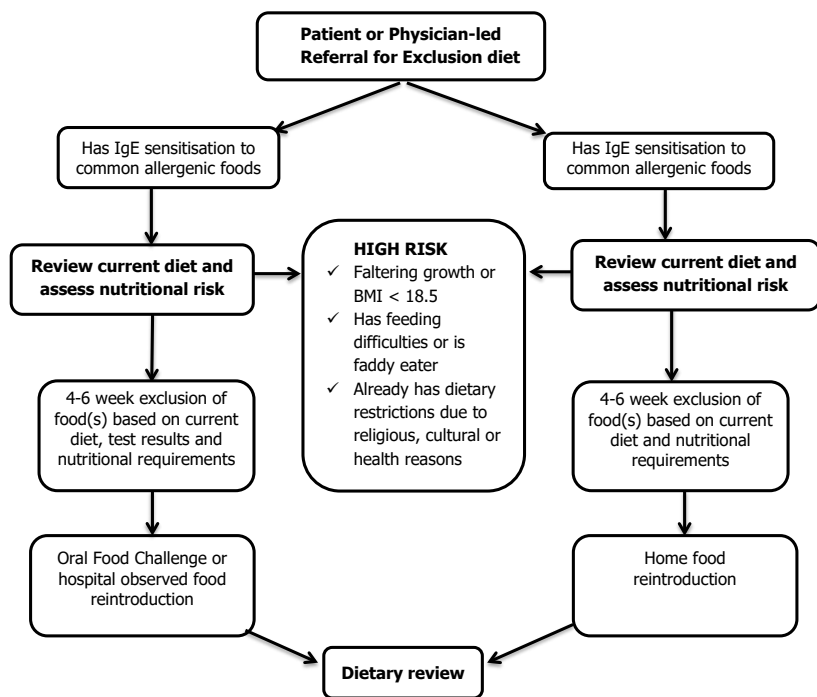 Patient or Physician-led
Referral for Exclusion diet
Has IgE sensitisation to
common allergenic foods
Has IgE sensitisation to
common allergenic foods
Review current diet and
assess nutritional risk
HIGH RISK
✓ Faltering growth or
BMI < 18.5
✓ Has feeding
difficulties or is
faddy eater
✓ Already has dietary
restrictions due to
religious, cultural or
health reasons
Review current diet and
assess nutritional risk
4-6 week exclusion of
food(s) based on current
diet, test results and
nutritional requirements
4-6 week exclusion of
food(s) based on current
diet and nutritional
requirements
Oral Food Challenge or
hospital observed food
reintroduction
Home food
reintroduction
Dietary review